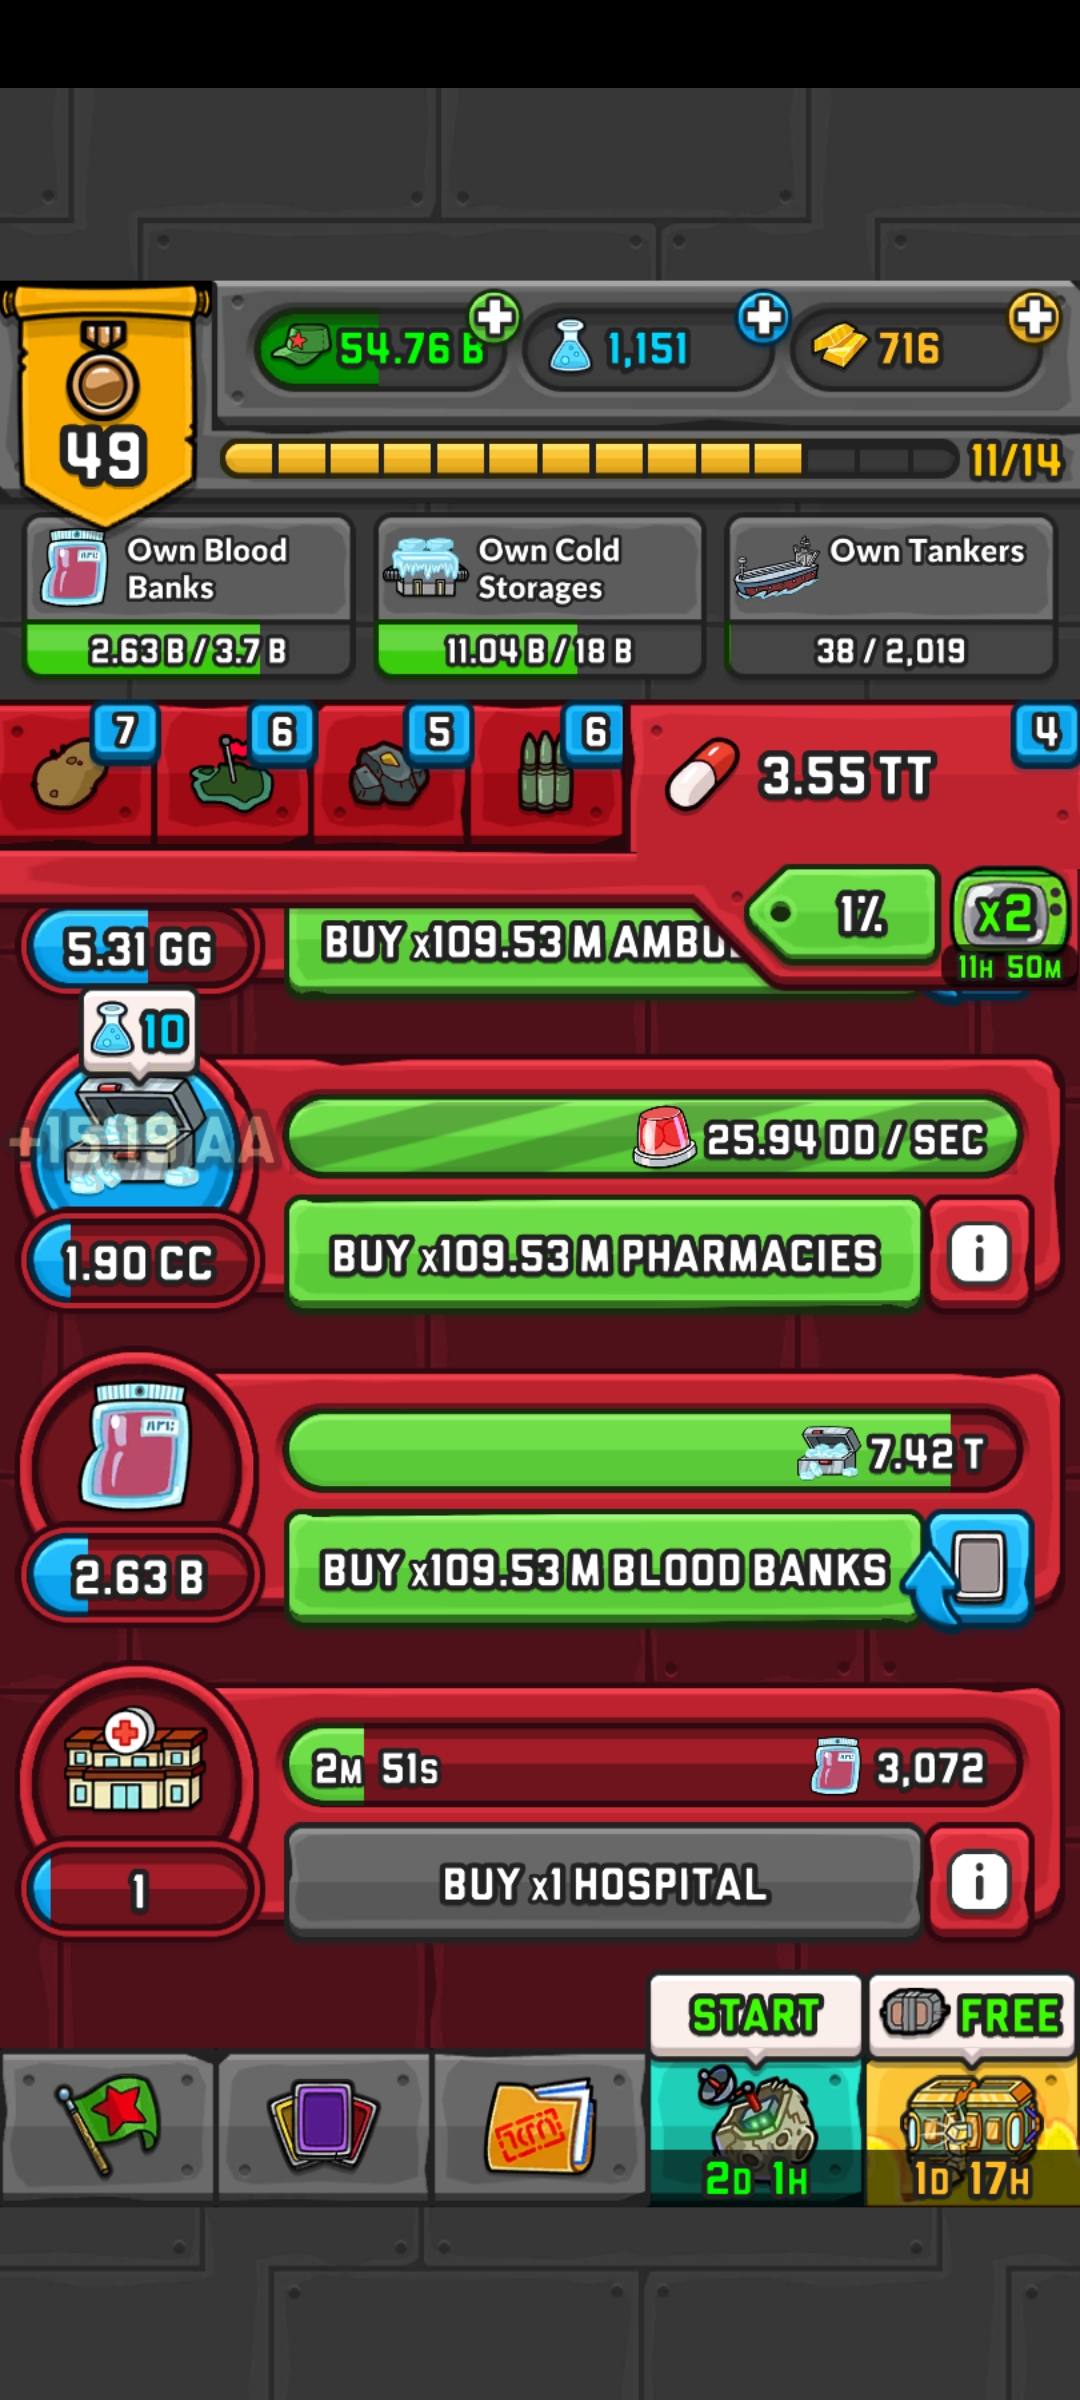 54.76 B
1,151
716
49
11/14
Own Blood
Banks
2.63 B / 3.7 B
Own Cold
Storages
11.04 B / 18 B
Own Tankers
38 / 2,019
7
6
5
6
3.55 TT
4
1%
x2
11H 50M
5.31 GG
BUY x109.53 M AMBU
10
25.94 DD / SEC
1.90 CC
BUY x109.53 M PHARMACIES
i
7.42 T
2.63 B
BUY x109.53 M BLOOD BANKS
2M 51S
3,072
1
BUY x1 HOSPITAL
i
START
FREE
2D 1H
1D 17H